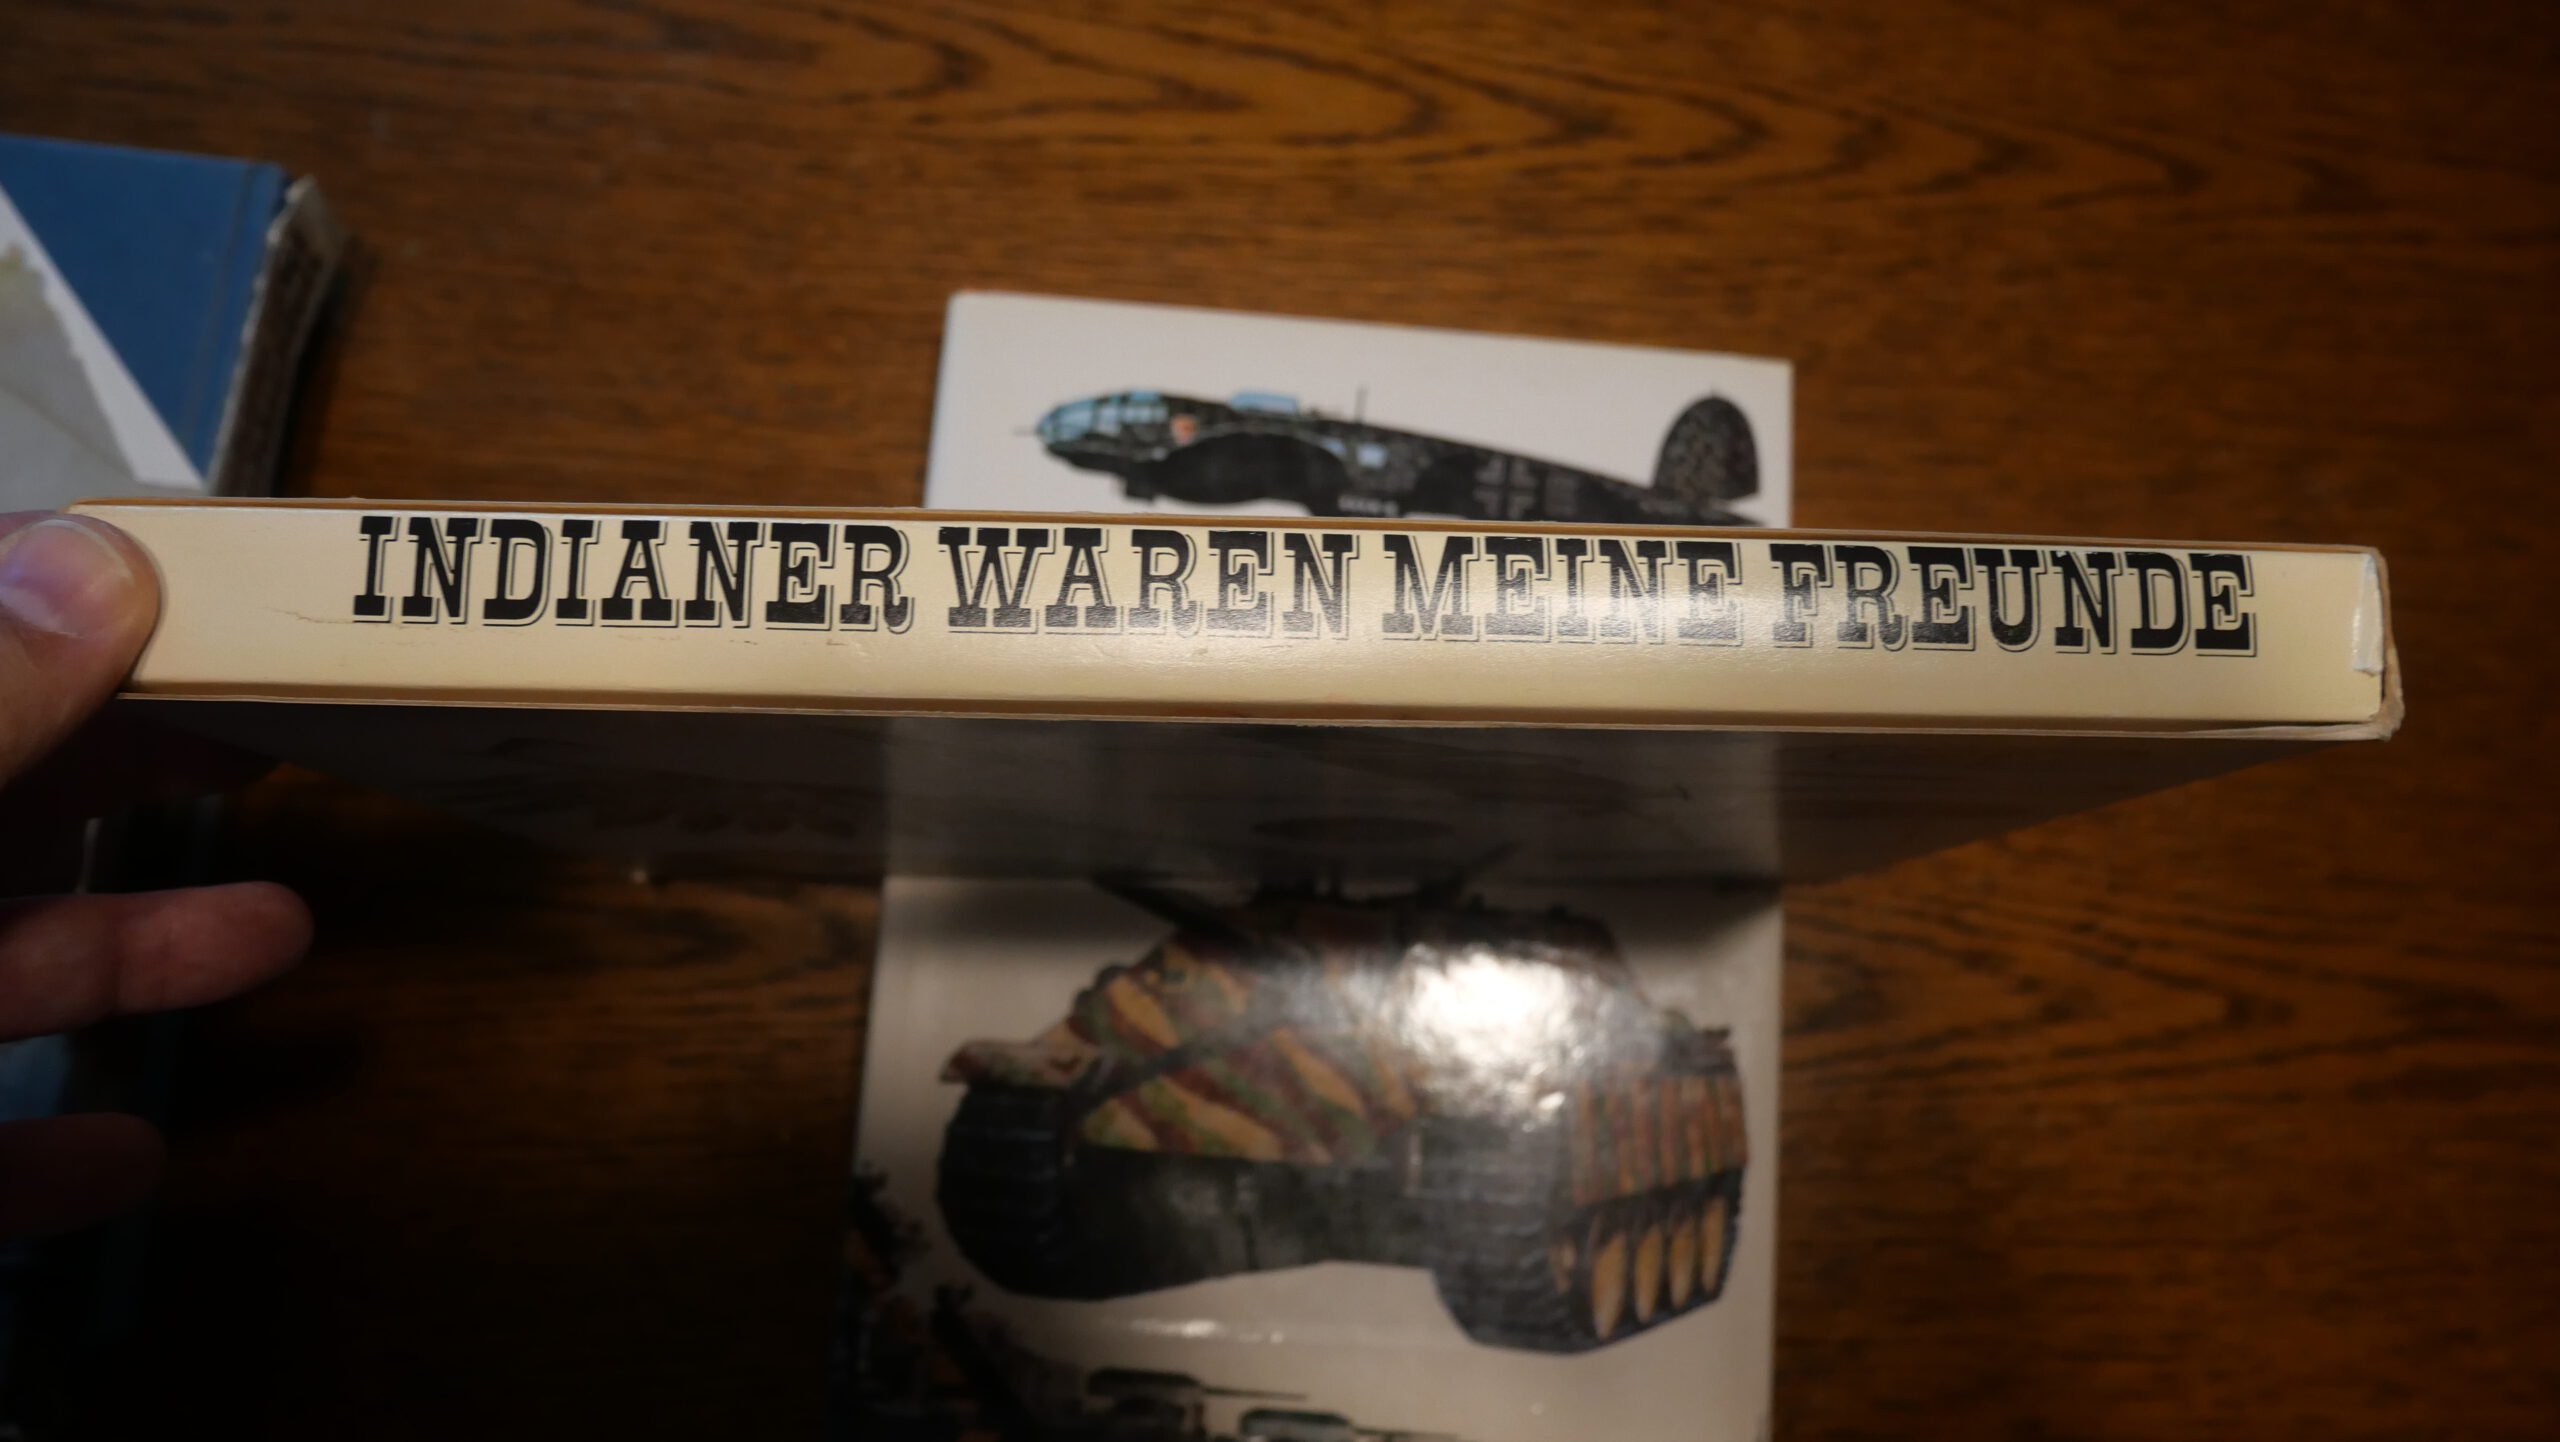 INDIANER WAREN MEINE FREUNDE